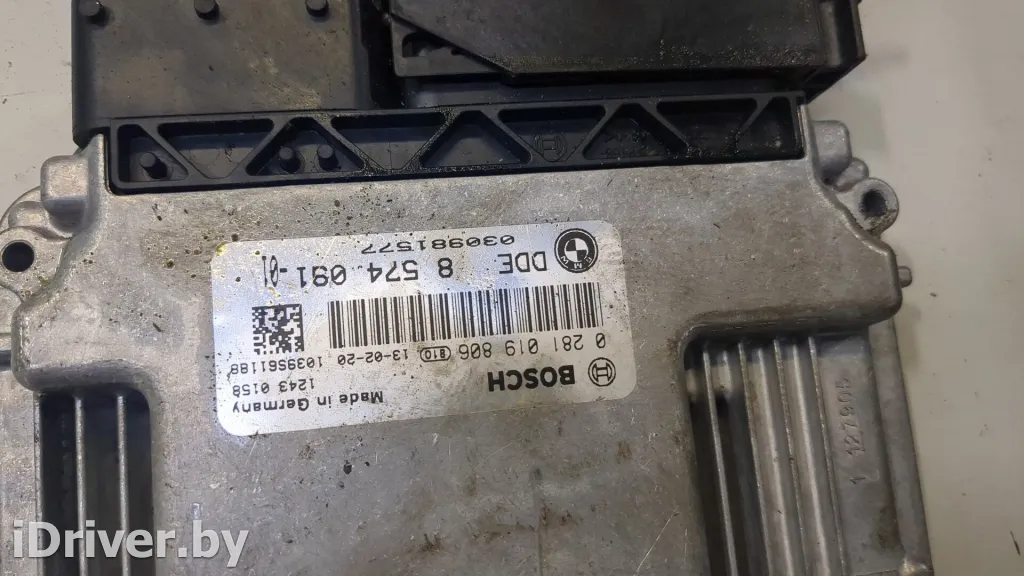 BOSCH
Made in Germany
1243 0158
0 281 019 806 810 13-02-20 1039S61188
DDE 8 574 091 -01
030981577
1 127905
iDriver.by